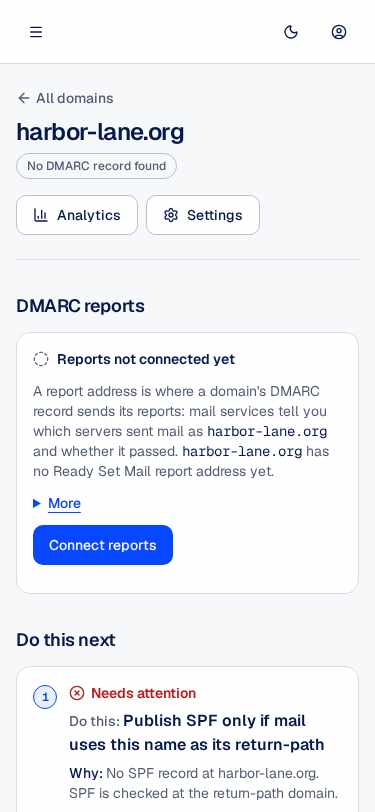 All domains
harbor-lane.org
No DMARC record found
Analytics
Settings
DMARC reports
Reports not connected yet
A report address is where a domain's DMARC
record sends its reports: mail services tell you
which servers sent mail as harbor-lane.org
and whether it passed. harbor-lane.org has
no Ready Set Mail report address yet.
More
Connect reports
Do this next
1
Needs attention
Do this: Publish SPF only if mail
uses this name as its return-path
Why: No SPF record at harbor-lane.org.
SPF is checked at the return-path domain.